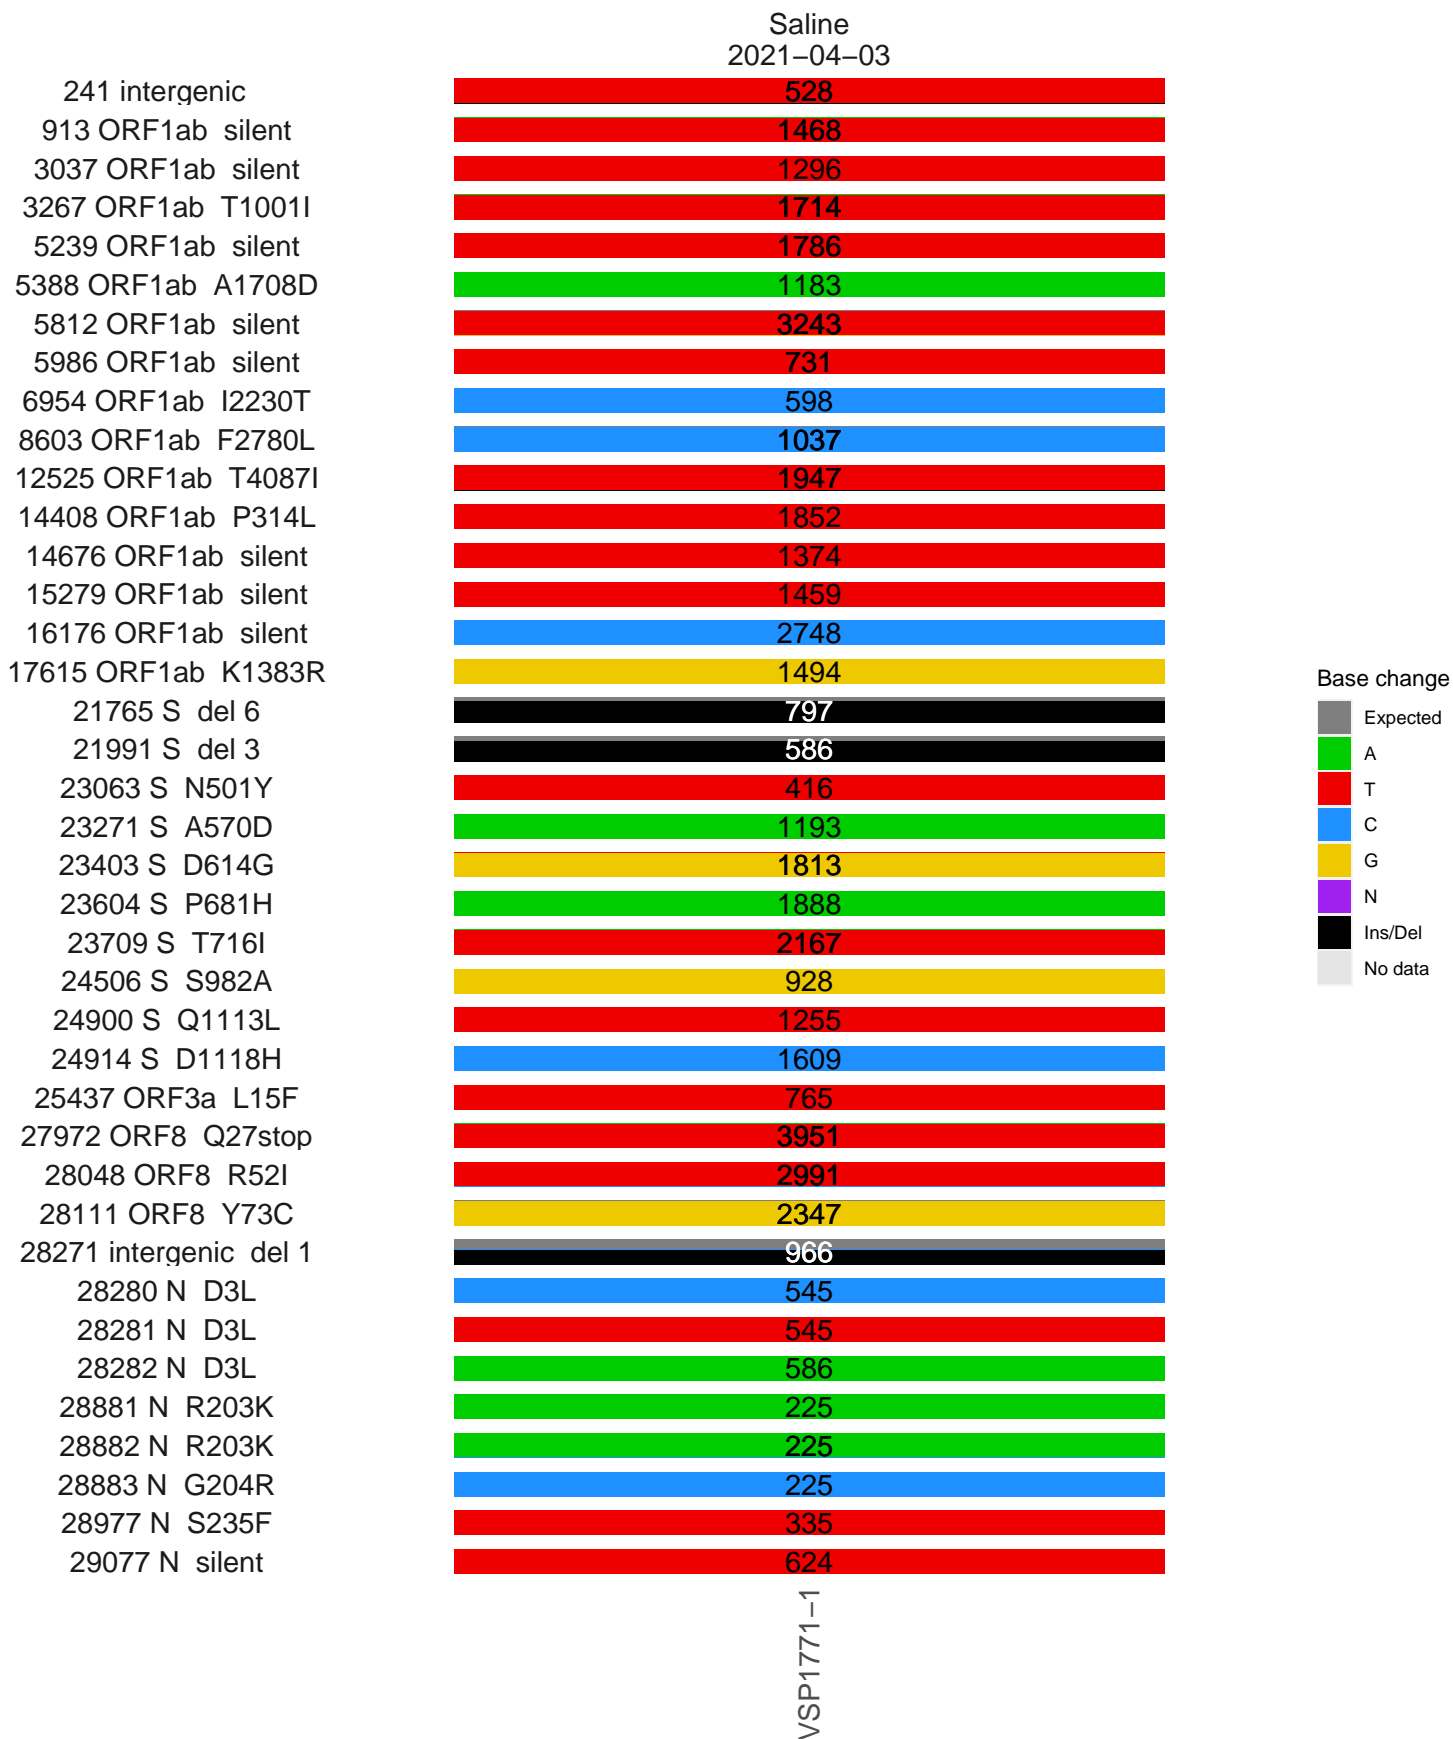 Saline
2021−04−03
241 intergenic 528
913 ORF1ab silent 1468
3037 ORF1ab silent 1296
3267 ORF1ab T1001I 1714
5239 ORF1ab silent 1786
5388 ORF1ab A1708D 1183
5812 ORF1ab silent 3243
5986 ORF1ab silent 731
6954 ORF1ab I2230T 598
8603 ORF1ab F2780L 1037
12525 ORF1ab T4087I 1947
14408 ORF1ab P314L 1852
14676 ORF1ab silent 1374
15279 ORF1ab silent 1459
16176 ORF1ab silent 2748
17615 ORF1ab K1383R 1494
21765 S del 6 797
21991 S del 3 586
23063 S N501Y 416
23271 S A570D 1193
23403 S D614G 1813
23604 S P681H 1888
23709 S T716I 2167
24506 S S982A 928
24900 S Q1113L 1255
24914 S D1118H 1609
25437 ORF3a L15F 765
27972 ORF8 Q27stop 3951
28048 ORF8 R52I 2991
28111 ORF8 Y73C 2347
28271 intergenic del 1 966
28280 N D3L 545
28281 N D3L 545
28282 N D3L 586
28881 N R203K 225
28882 N R203K 225
28883 N G204R 225
28977 N S235F 335
29077 N silent 624
VSP1771−1
Base change
Expected
A
T
C
G
N
Ins/Del
No data